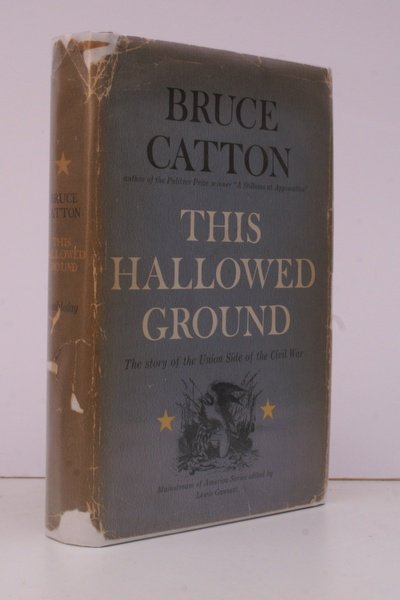 BRUCE
CATTON
author of the Pulitzer Prize winner "A Stillness at Appomattox"
THIS
HALLOWED
GROUND
The story of the Union Side of the Civil War
Mainstream of America Series edited by
Lewis Gannett
BRUCE
CATTON
THIS
HALLOWED
GROUND